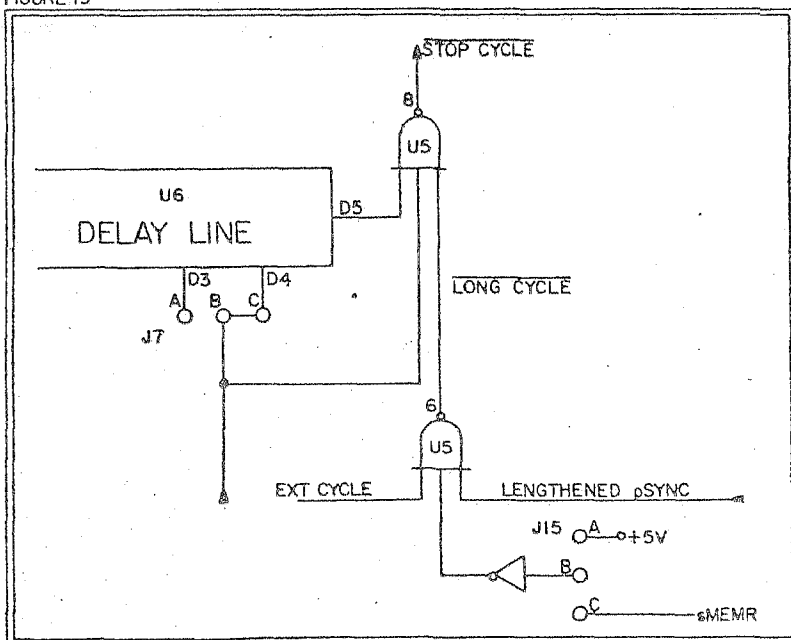 FIGURE 15
STOP CYCLE
8
U5
U6
DELAY LINE
D5
D3
D4
A
B
C
J7
LONG CYCLE
6
U5
EXT CYCLE
LENGTHENED pSYNC
J15
A
+5V
B
C
sMEMR